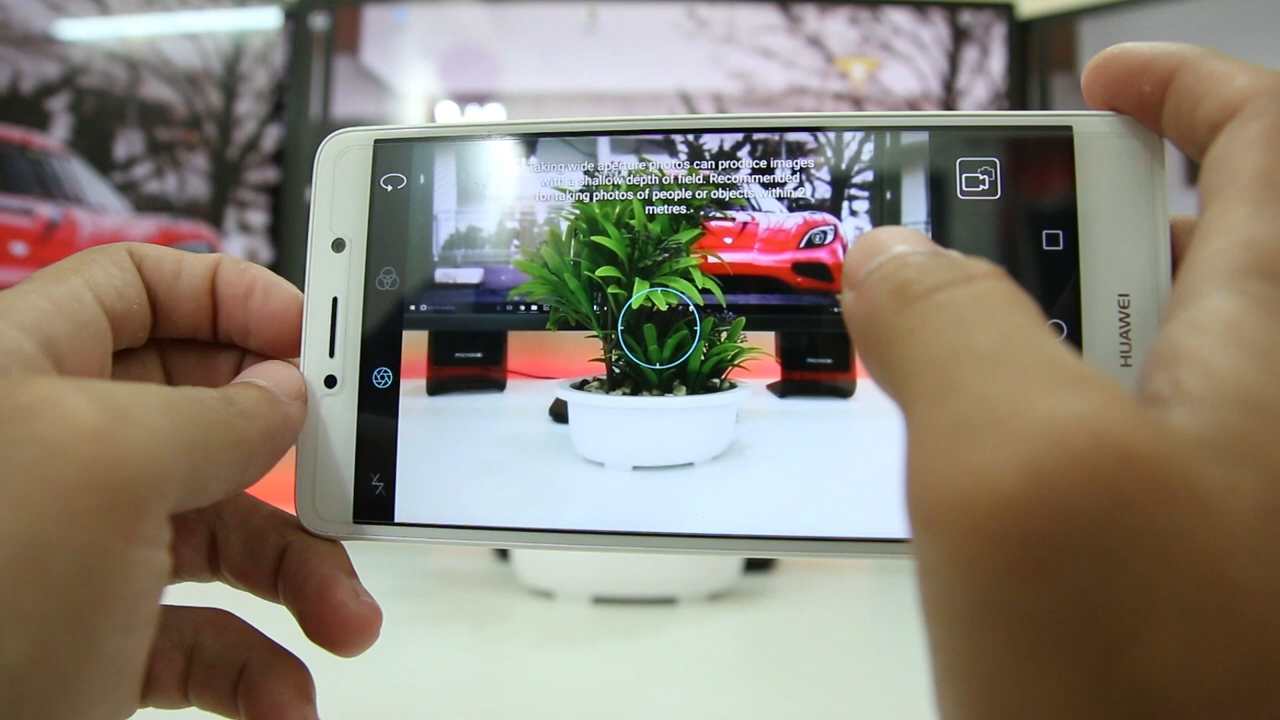 Taking wide aperture photos can produce images
with a shallow depth of field. Recommended
for taking photos of people or objects within 2
metres.
HUAWEI